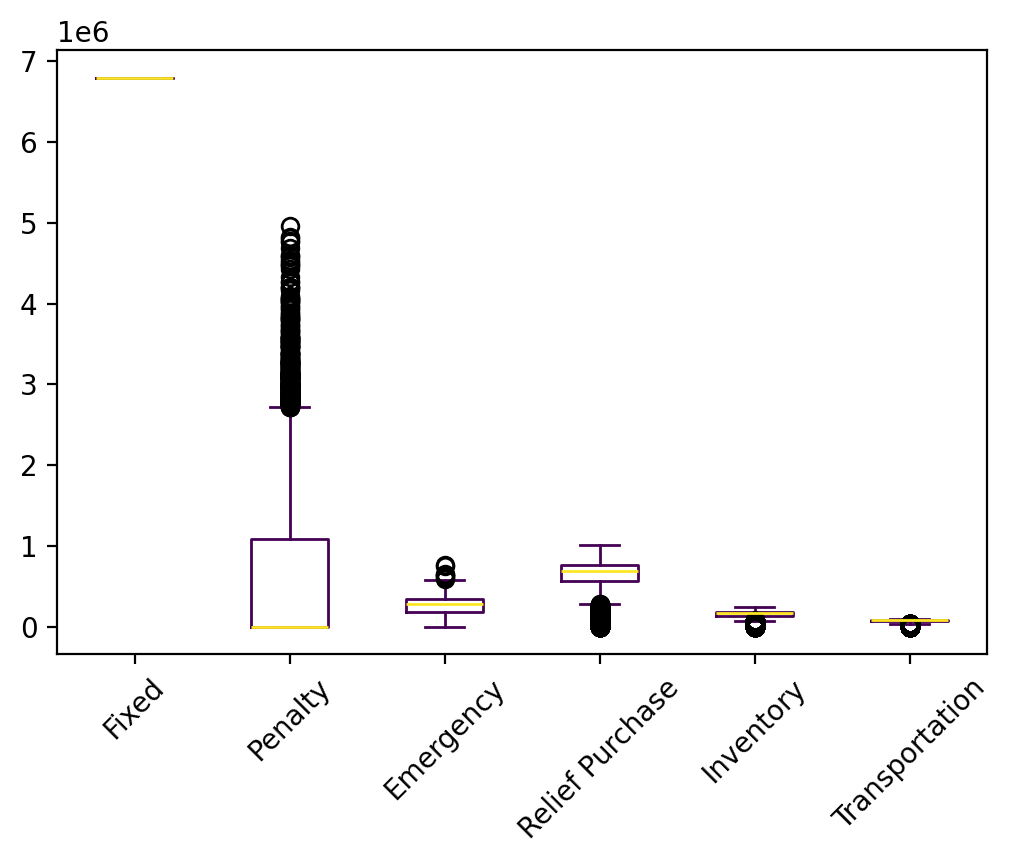 1e6
7
6
5
4
3
2
1
0
Fixed
Penalty
Emergency
Relief Purchase
Inventory
Transportation